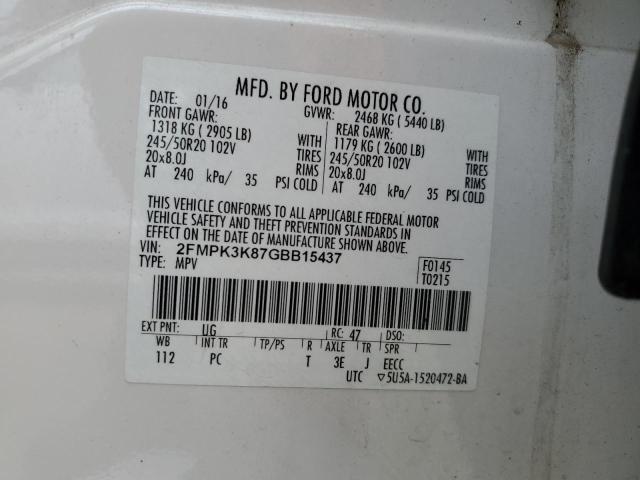 MFD. BY FORD MOTOR CO.
DATE: 01/16 GVWR: 2468 KG ( 5440 LB)
FRONT GAWR: REAR GAWR:
1318 KG ( 2905 LB) WITH 1179 KG ( 2600 LB) WITH
245/50R20 102V TIRES 245/50R20 102V TIRES
20x8.0J RIMS 20x8.0J RIMS
AT 240 kPa/ 35 PSI COLD AT 240 kPa/ 35 PSI COLD
THIS VEHICLE CONFORMS TO ALL APPLICABLE FEDERAL MOTOR
VEHICLE SAFETY AND THEFT PREVENTION STANDARDS IN
EFFECT ON THE DATE OF MANUFACTURE SHOWN ABOVE.
VIN: 2FMPK3K87GBB15437 F0145
TYPE: MPV T0215
EXT PNT: UG RC: 47 DSO:
WB INT TR TP/PS R AXLE TR SPR
112 PC T 3E J EECC
UTC ▽5U5A-1520472-BA